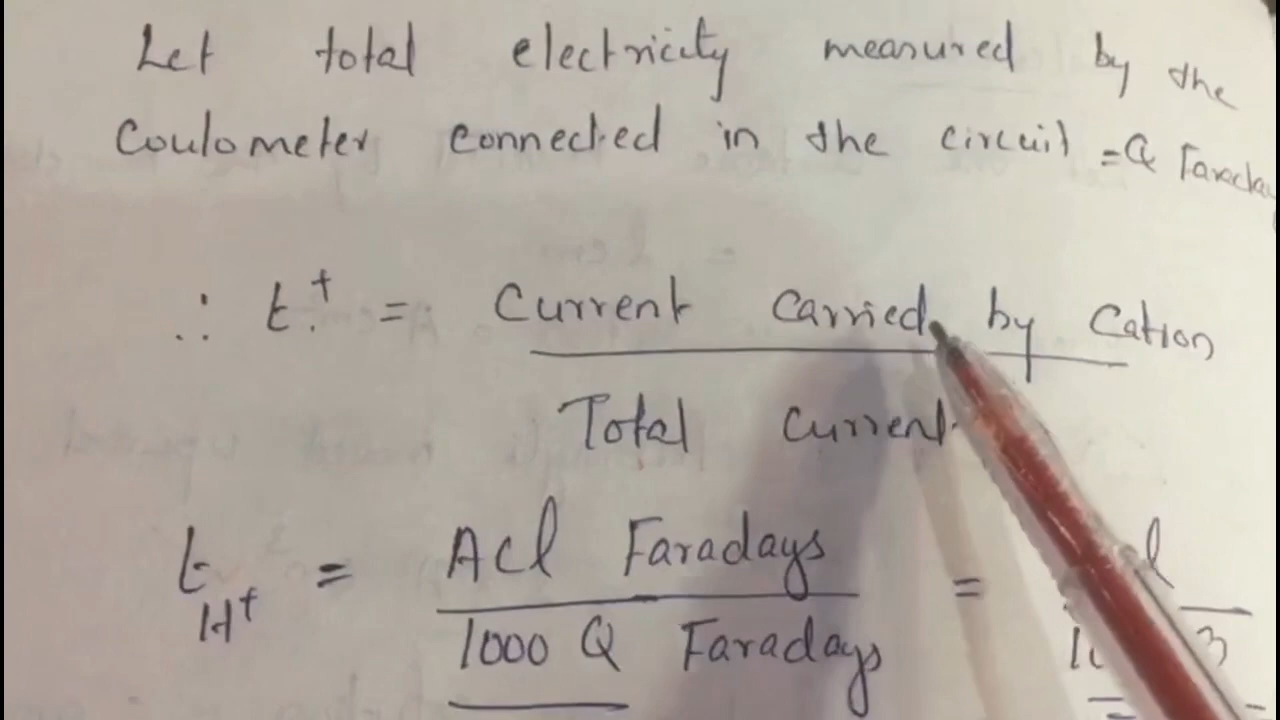 Let total electricity measured by the
Coulometer connected in the circuit = Q Faraday
∴ t.⁺ = Current carried by Cation
Total current.
t H⁺ = ACl Faradays =
1000 Q Faradays